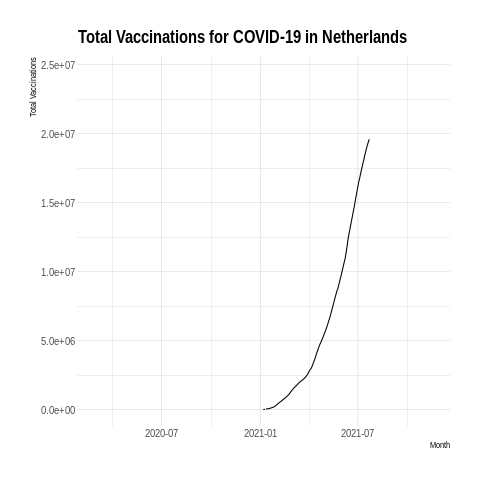 Total Vaccinations for COVID-19 in Netherlands
Total Vaccinations
2.5e+07
2.0e+07
1.5e+07
1.0e+07
5.0e+06
0.0e+00
2020-07
2021-01
2021-07
Month